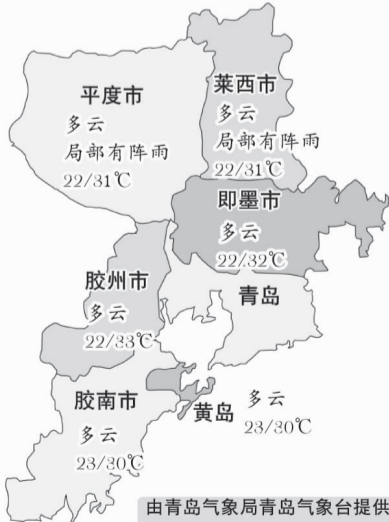 平度市
多云
局部有阵雨
22/31℃
莱西市
多云
局部有阵雨
22/31℃
即墨市
多云
22/32℃
胶州市
多云
22/33℃
青岛
胶南市
多云
23/30℃
黄岛
多云
23/30℃
由青岛气象局青岛气象台提供